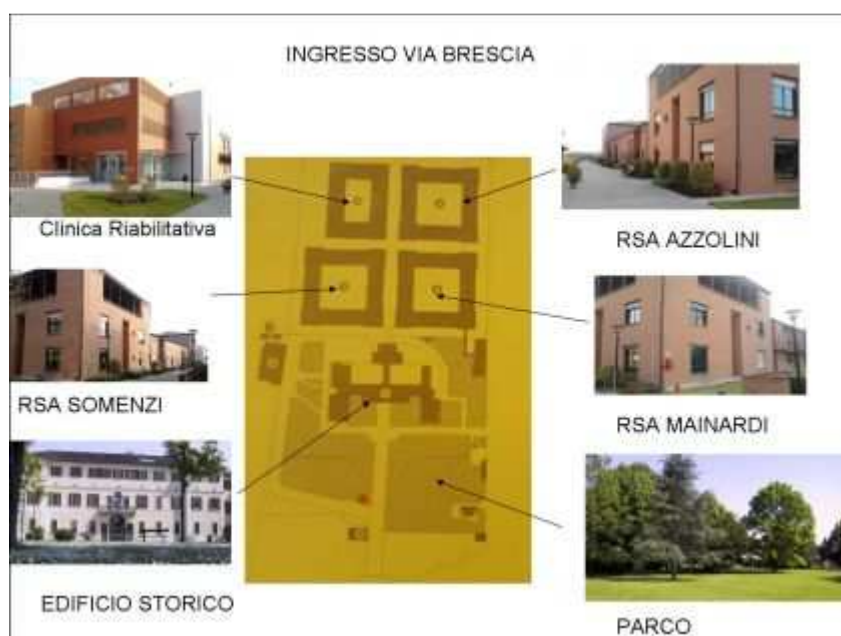 INGRESSO VIA BRESCIA
Clinica Riabilitativa
RSA AZZOLINI
RSA SOMENZI
RSA MAINARDI
EDIFICIO STORICO
PARCO